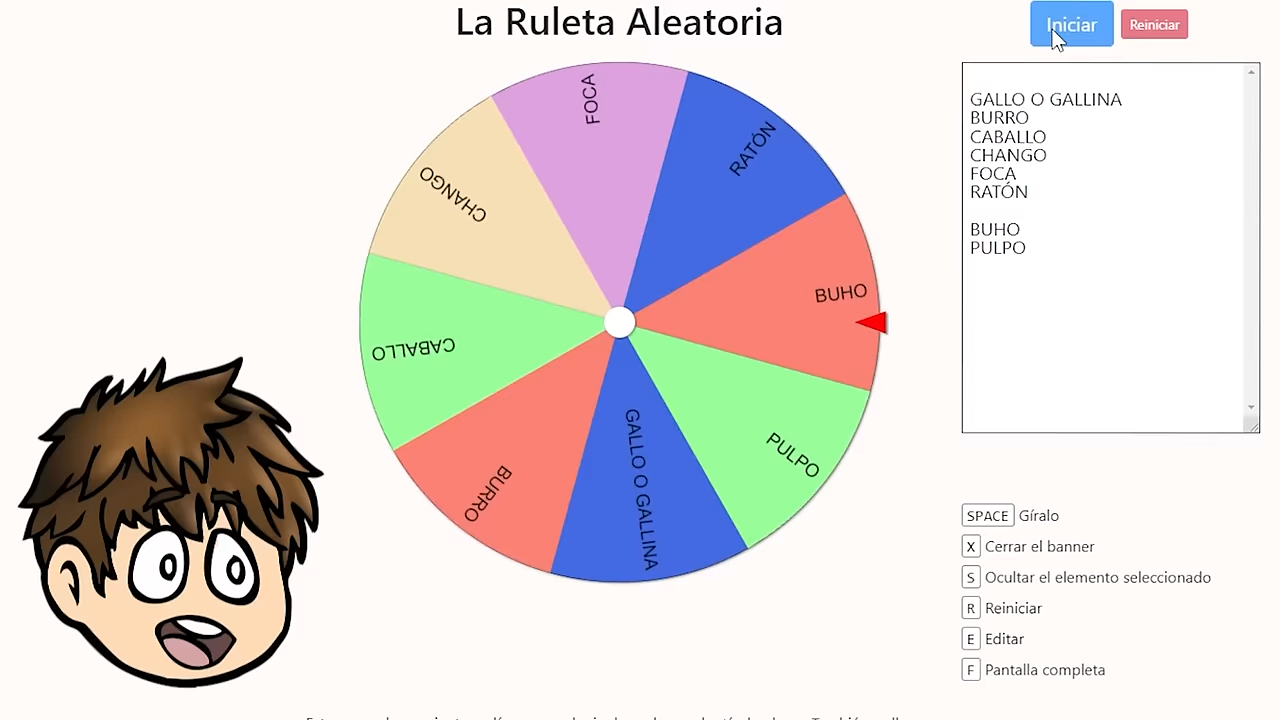 La Ruleta Aleatoria
Iniciar
Reiniciar
FOCA
RATÓN
CHANGO
BUHO
CABALLO
PULPO
BURRO
GALLO O GALLINA
GALLO O GALLINA
BURRO
CABALLO
CHANGO
FOCA
RATÓN
BUHO
PULPO
SPACE Gíralo
X Cerrar el banner
S Ocultar el elemento seleccionado
R Reiniciar
E Editar
F Pantalla completa